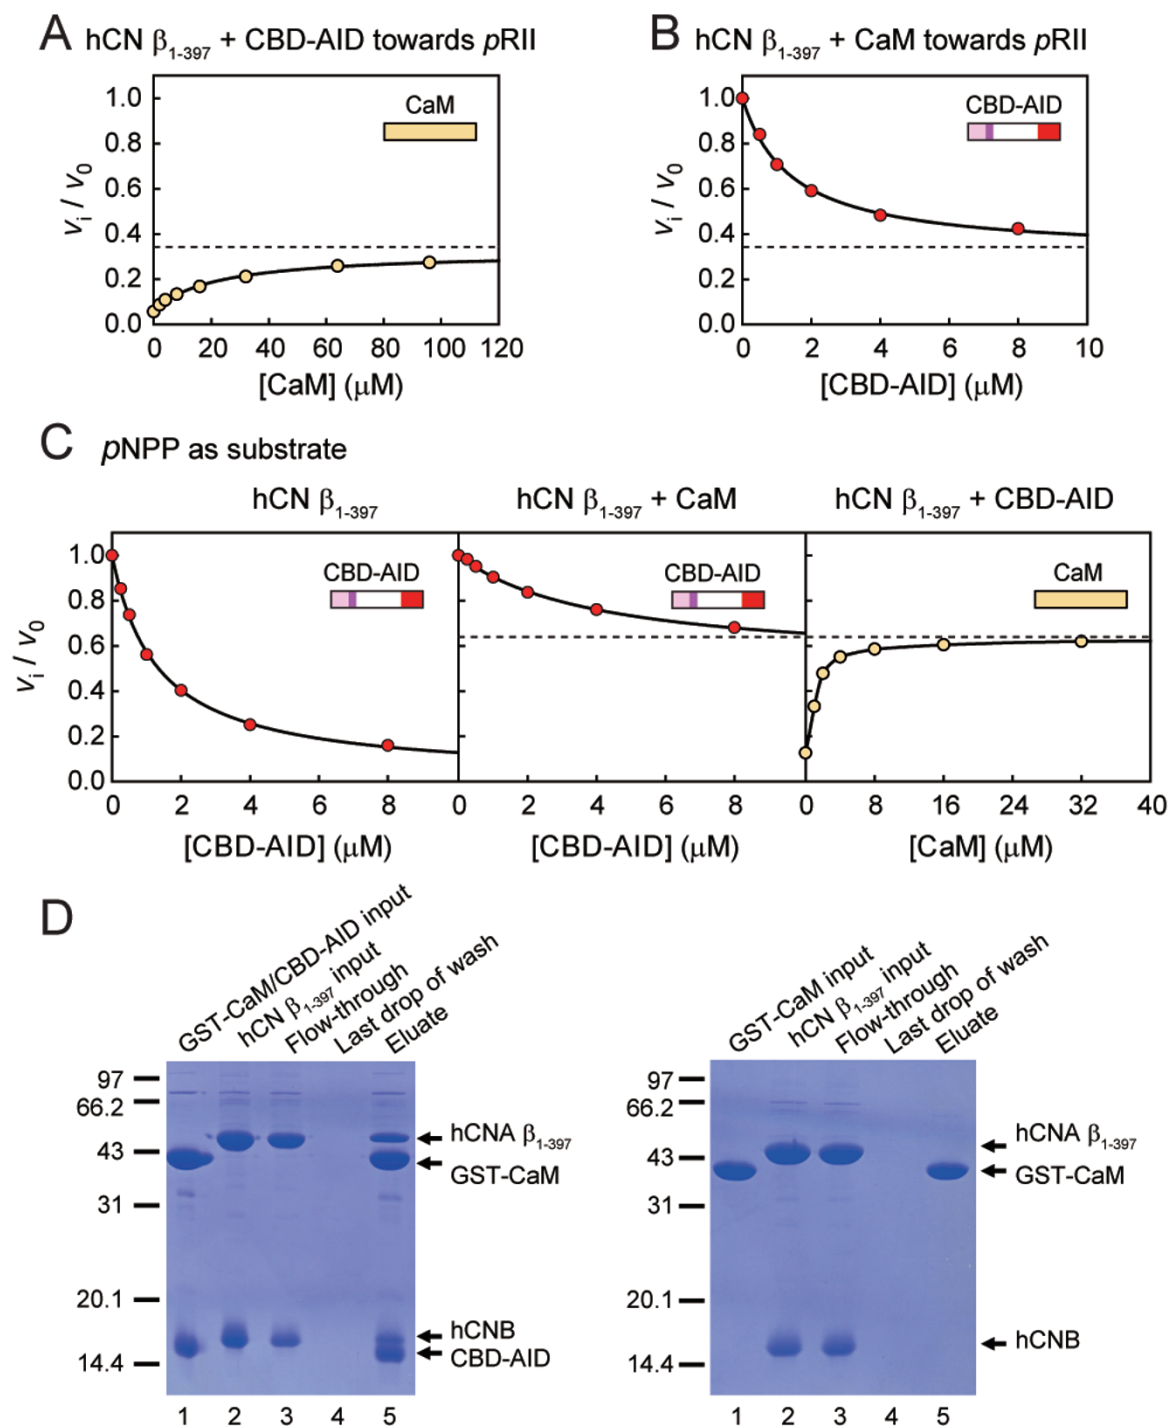 A hCN β1-397 + CBD-AID towards pRII
1.0
0.8
0.6
0.4
0.2
0.0
vi / v0
CaM
0 20 40 60 80 100 120
[CaM] (μM)
B hCN β1-397 + CaM towards pRII
1.0
0.8
0.6
0.4
0.2
0.0
vi / v0
CBD-AID
0 2 4 6 8 10
[CBD-AID] (μM)
C pNPP as substrate
hCN β1-397
hCN β1-397 + CaM
hCN β1-397 + CBD-AID
1.0
0.8
0.6
0.4
0.2
0.0
vi / v0
CBD-AID
CBD-AID
CaM
0 2 4 6 8
0 2 4 6 8
0 8 16 24 32 40
[CBD-AID] (μM)
[CBD-AID] (μM)
[CaM] (μM)
D
GST-CaM/CBD-AID input
hCN β1-397 input
Flow-through
Last drop of wash
Eluate
97
66.2
43
31
20.1
14.4
hCNA β1-397
GST-CaM
hCNB
CBD-AID
1 2 3 4 5
GST-CaM input
hCN β1-397 input
Flow-through
Last drop of wash
Eluate
97
66.2
43
31
20.1
14.4
hCNA β1-397
GST-CaM
hCNB
1 2 3 4 5